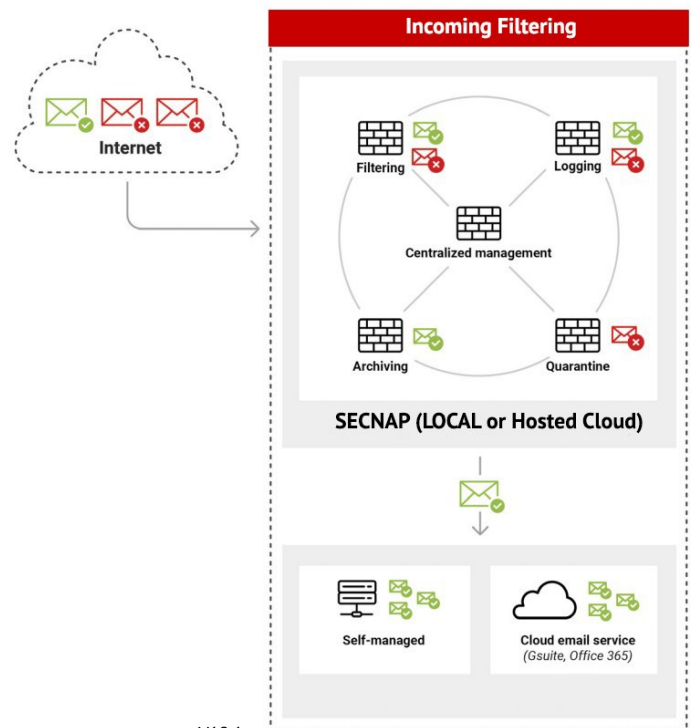 Incoming Filtering
Internet
Filtering
Logging
Centralized management
Archiving
Quarantine
SECNAP (LOCAL or Hosted Cloud)
Self-managed
Cloud email service
(Gsuite, Office 365)